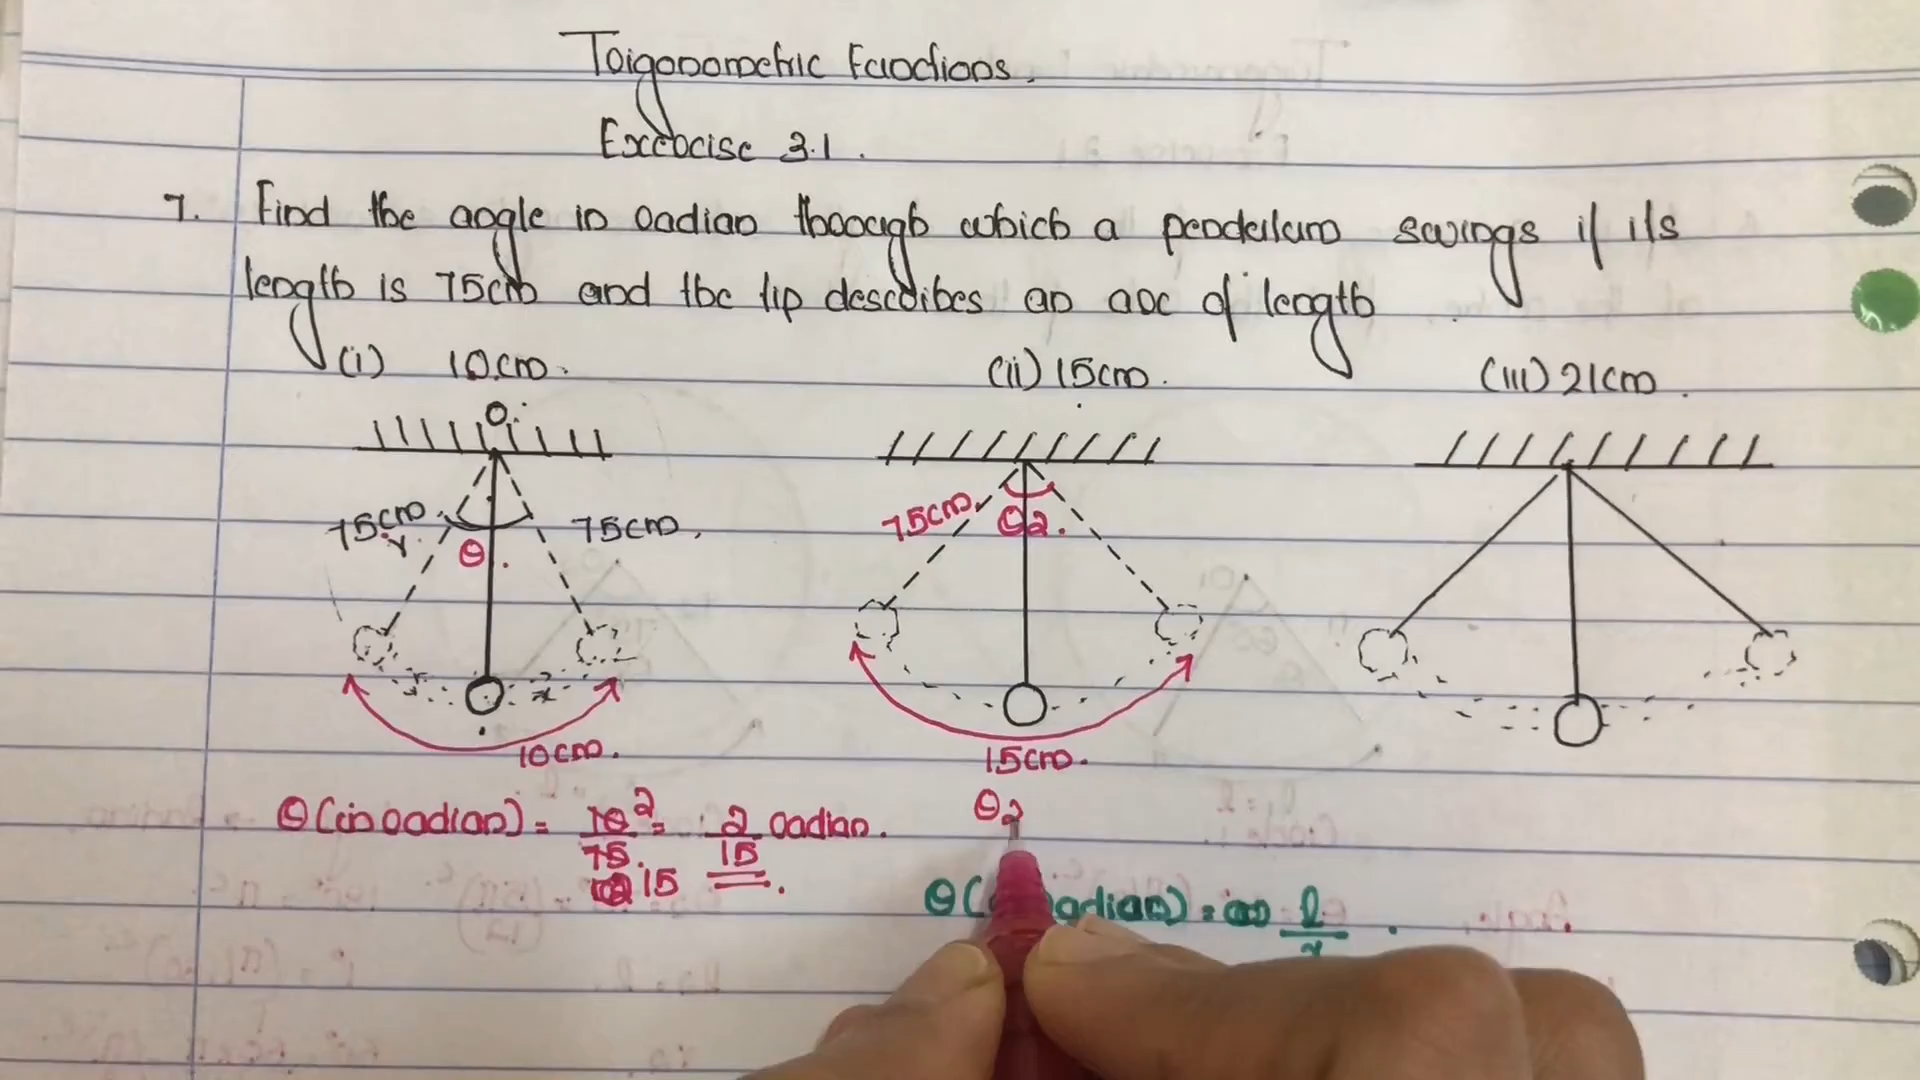 Trigonometric Functions.
Exercise 3.1.
7. Find the angle in radian through which a pendulum swings if its
length is 75cm and the tip describes an arc of length
(i) 10cm. (ii) 15cm. (iii) 21cm.
O
75cm. 75cm. 75cm.
r θ. θ2.
10cm. 15cm.
θ(in radian) = 10 2 = 2 radian. θ2
75. 15
15
θ( radian) = l
r